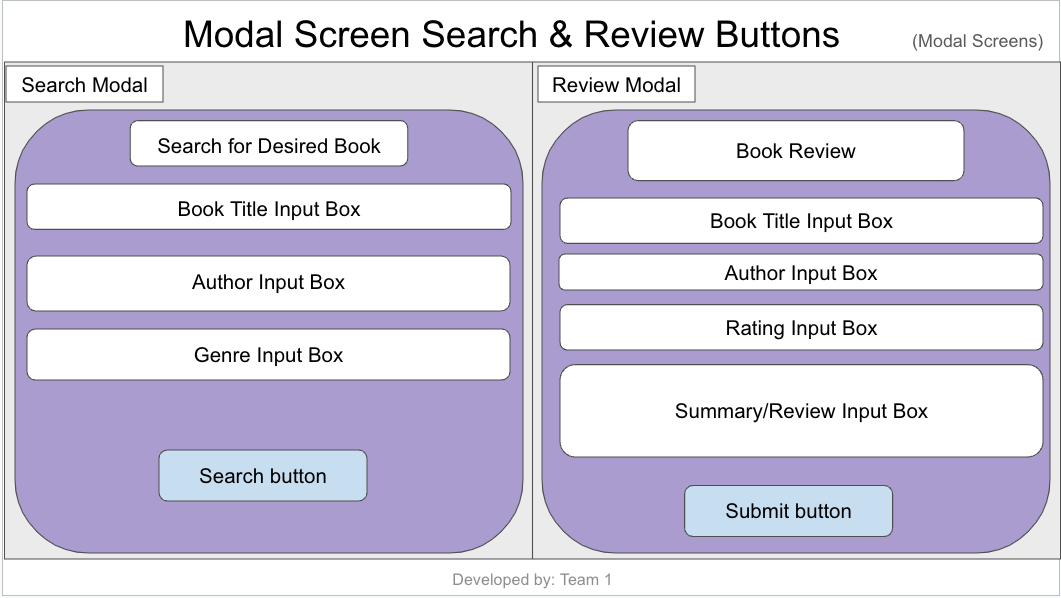 Modal Screen Search & Review Buttons
(Modal Screens)
Search Modal
Search for Desired Book
Book Title Input Box
Author Input Box
Genre Input Box
Search button
Review Modal
Book Review
Book Title Input Box
Author Input Box
Rating Input Box
Summary/Review Input Box
Submit button
Developed by: Team 1